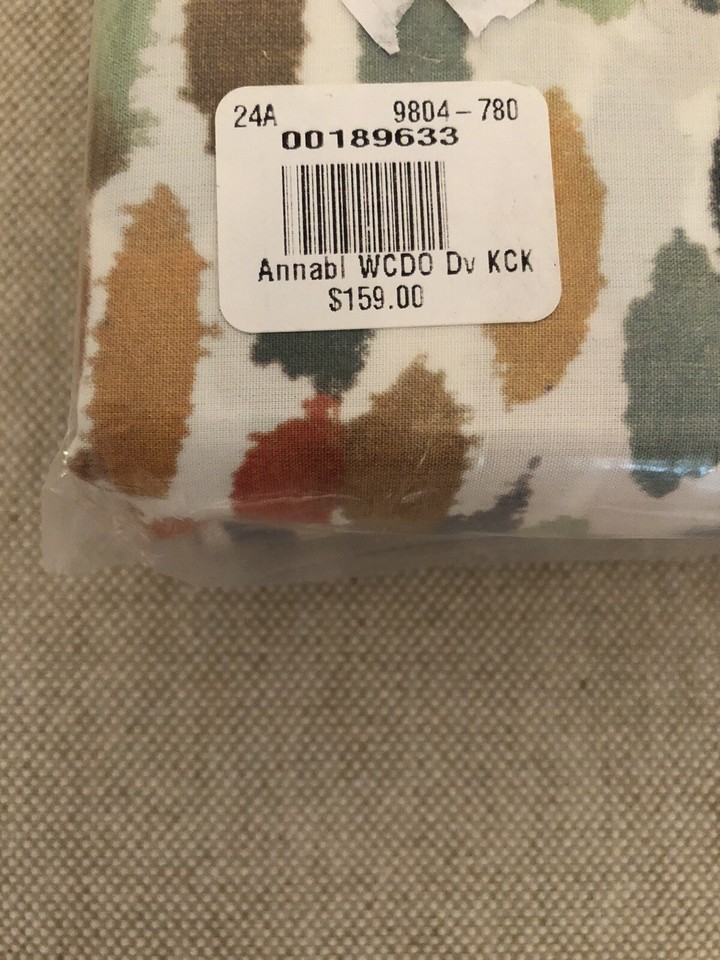 24A 9804-780
00189633
Annabl WCDO Dv KCK
$159.00